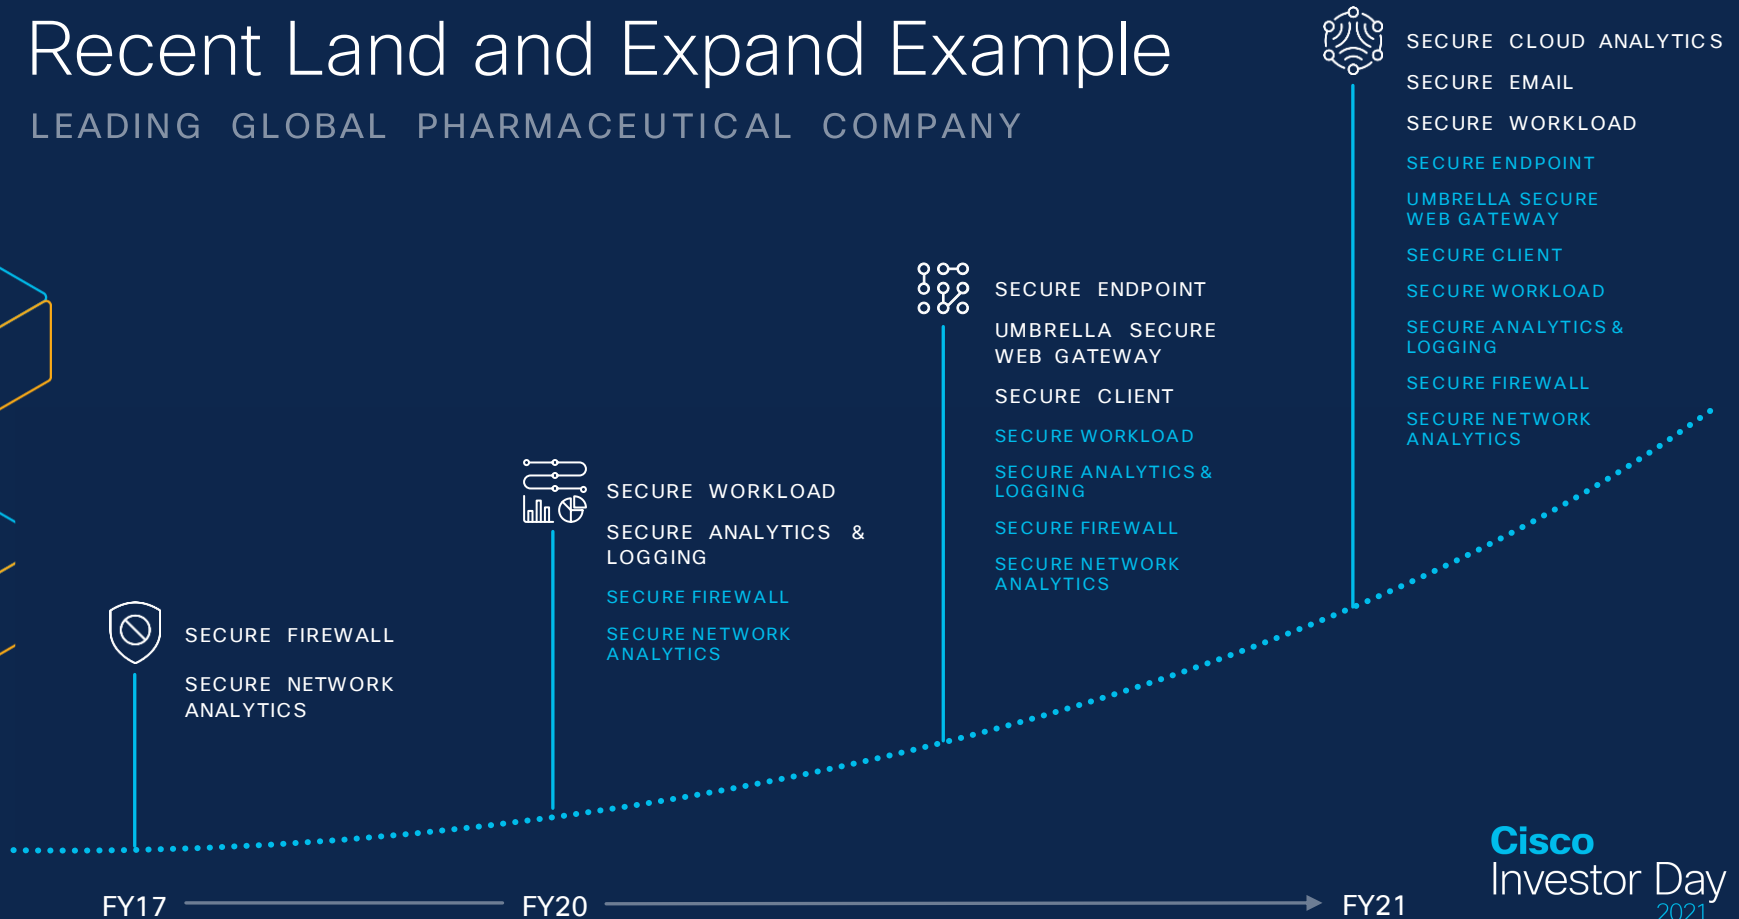 Recent Land and Expand Example
LEADING GLOBAL PHARMACEUTICAL COMPANY
SECURE FIREWALL
SECURE NETWORK
ANALYTICS
SECURE WORKLOAD
SECURE ANALYTICS &
LOGGING
SECURE FIREWALL
SECURE NETWORK
ANALYTICS
SECURE ENDPOINT
UMBRELLA SECURE
WEB GATEWAY
SECURE CLIENT
SECURE WORKLOAD
SECURE ANALYTICS &
LOGGING
SECURE FIREWALL
SECURE NETWORK
ANALYTICS
SECURE CLOUD ANALYTICS
SECURE EMAIL
SECURE WORKLOAD
SECURE ENDPOINT
UMBRELLA SECURE
WEB GATEWAY
SECURE CLIENT
SECURE WORKLOAD
SECURE ANALYTICS &
LOGGING
SECURE FIREWALL
SECURE NETWORK
ANALYTICS
FY17
FY20
FY21
Cisco
Investor Day
2021